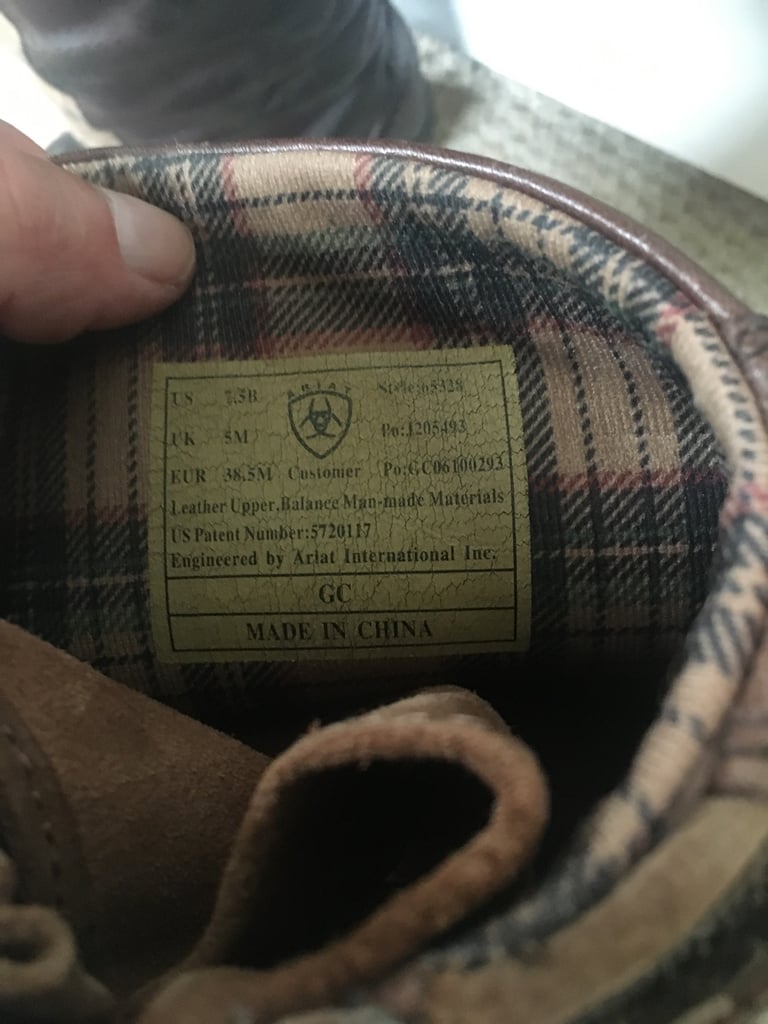 US 7.5B ARIAT Style:65328
UK 5M Po:1205493
EUR 38.5M Customer Po:GC06100293
Leather Upper,Balance Man-made Materials
US Patent Number:5720117
Engineered by Ariat International Inc.
GC
MADE IN CHINA